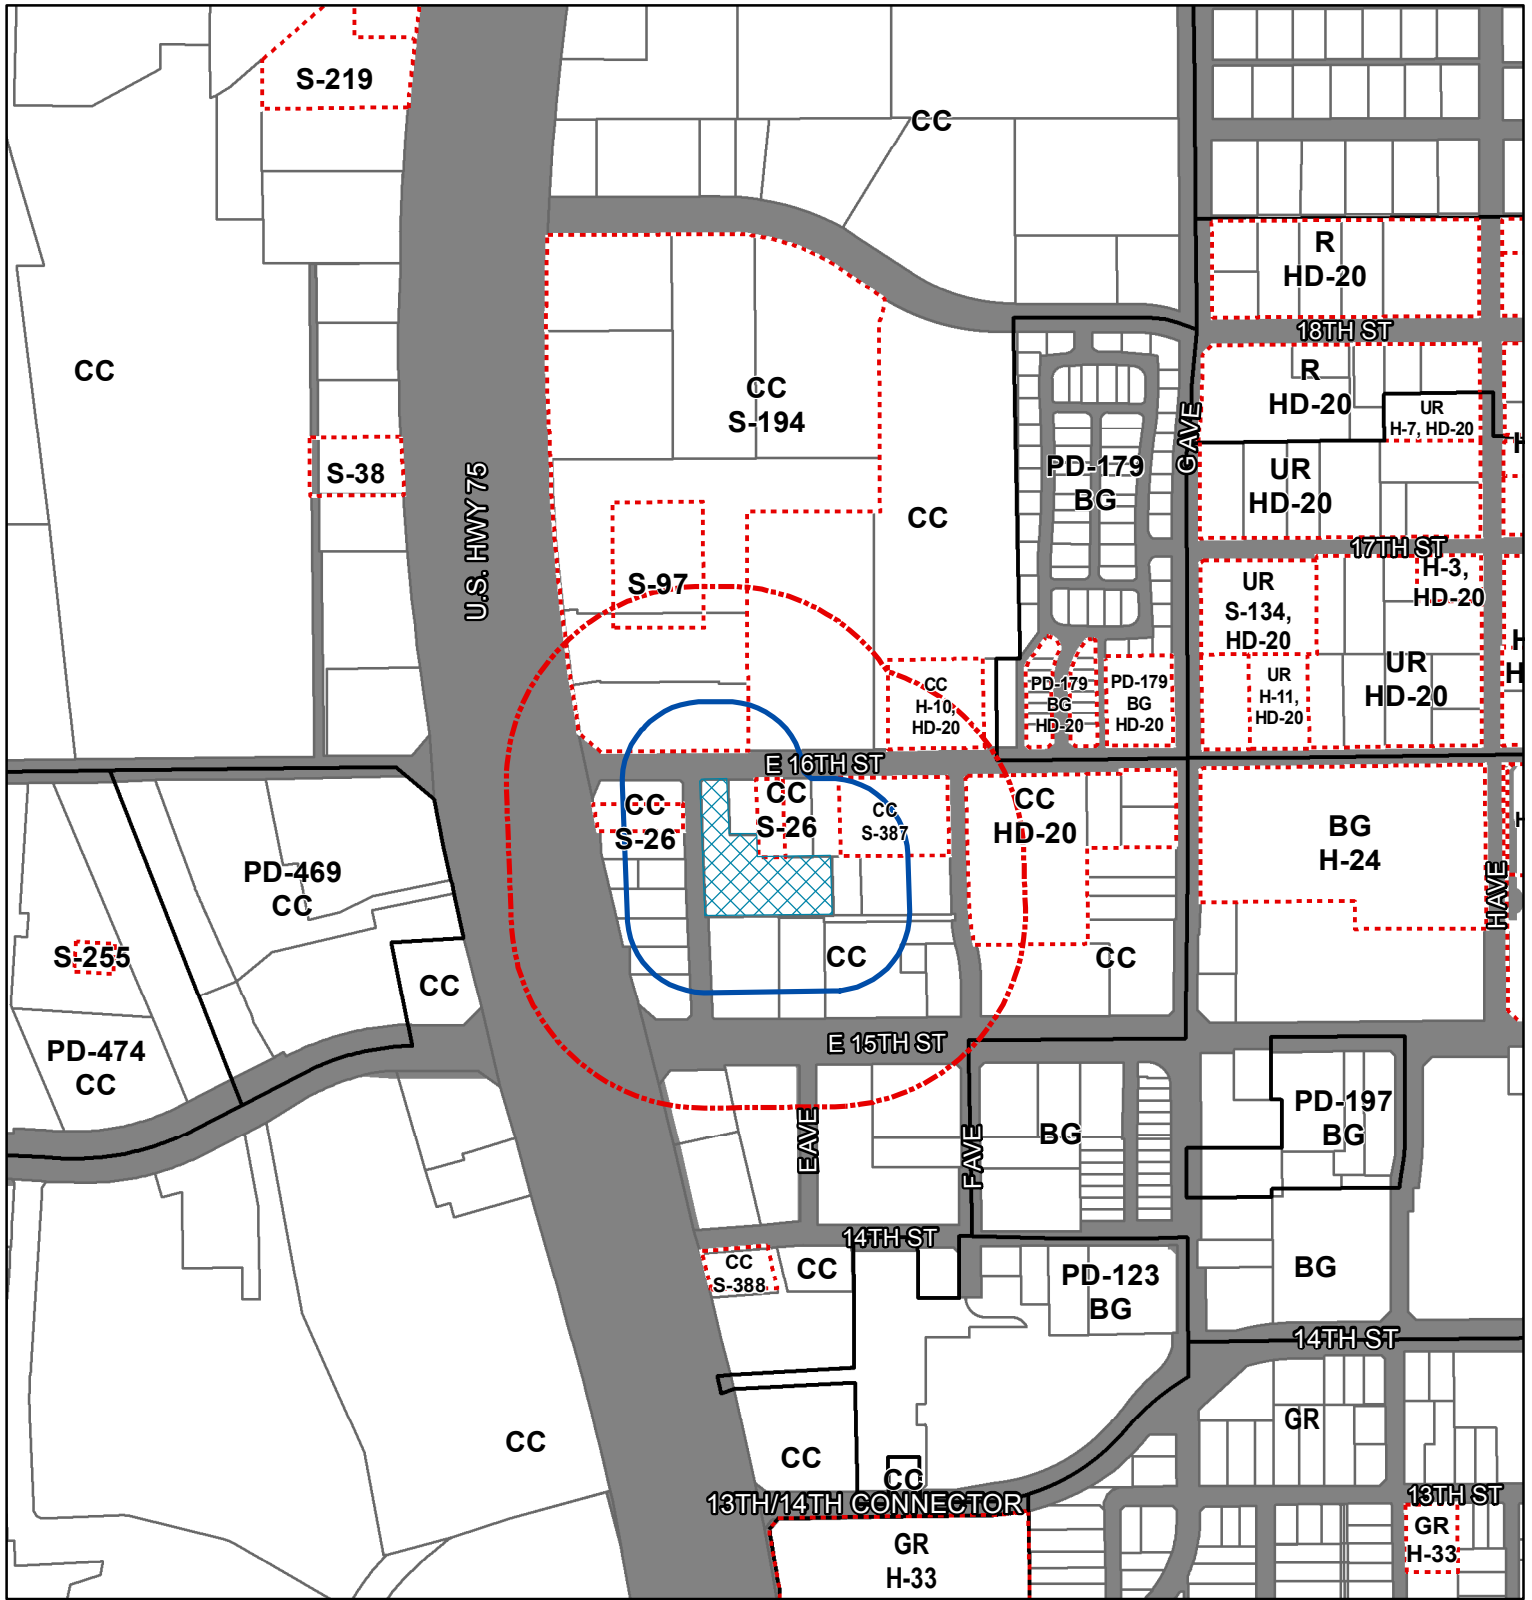 S-219
CC
R
HD-20
18TH ST
CC
CC
S-194
R
HD-20
UR
H-7, HD-20
G AVE
S-38
PD-179
BG
UR
HD-20
U.S. HWY 75
CC
17TH ST
S-97
UR
S-134,
HD-20
H-3,
HD-20
CC
H-10,
HD-20
PD-179
BG
HD-20
PD-179
BG
HD-20
UR
H-11,
HD-20
UR
HD-20
E 16TH ST
CC
S-26
CC
S-26
CC
S-387
CC
HD-20
BG
H-24
PD-469
CC
H AVE
S-255
CC
CC
CC
PD-474
CC
E 15TH ST
PD-197
BG
E AVE
F AVE
BG
14TH ST
CC
S-388
CC
PD-123
BG
BG
14TH ST
GR
CC
CC
CC
13TH/14TH CONNECTOR
13TH ST
GR
H-33
GR
H-33